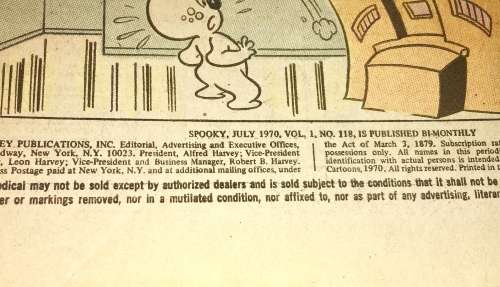 SPOOKY, JULY 1970, VOL. 1, NO. 118, IS PUBLISHED BI-MONTHLY
EY PUBLICATIONS, INC. Editorial, Advertising and Executive Offices,
dway, New York, N.Y. 10023. President, Alfred Harvey; Vice-President
, Leon Harvey; Vice-President and Business Manager, Robert B. Harvey.
ss Postage paid at New York, N.Y. and at additional mailing offices, under
the Act of March 3, 1879. Subscription rat
possessions only. All names in this period
identification with actual persons is intended
Cartoons, 1970. All rights reserved. Printed in t
odical may not be sold except by authorized dealers and is sold subject to the conditions that it shall not be
er or markings removed, nor in a mutilated condition, nor affixed to, nor as part of any advertising, literar